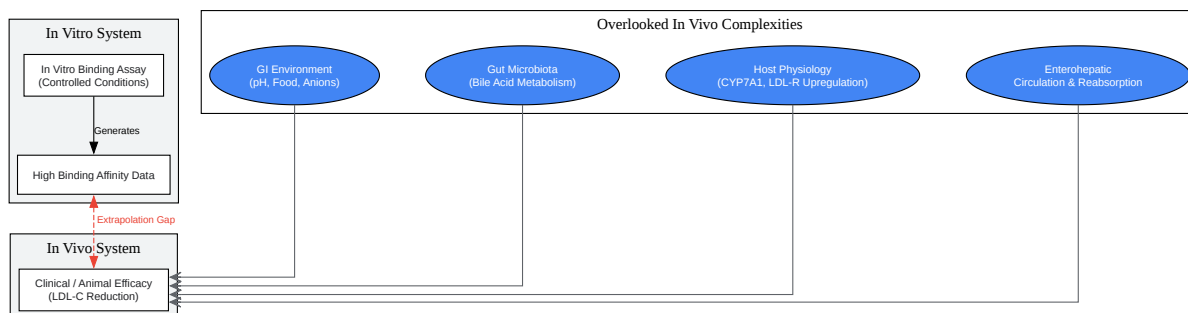 In Vitro System
In Vitro Binding Assay
(Controlled Conditions)
Generates
High Binding Affinity Data
Extrapolation Gap
In Vivo System
Clinical / Animal Efficacy
(LDL-C Reduction)
Overlooked In Vivo Complexities
GI Environment
(pH, Food, Anions)
Gut Microbiota
(Bile Acid Metabolism)
Host Physiology
(CYP7A1, LDL-R Upregulation)
Enterohepatic
Circulation & Reabsorption